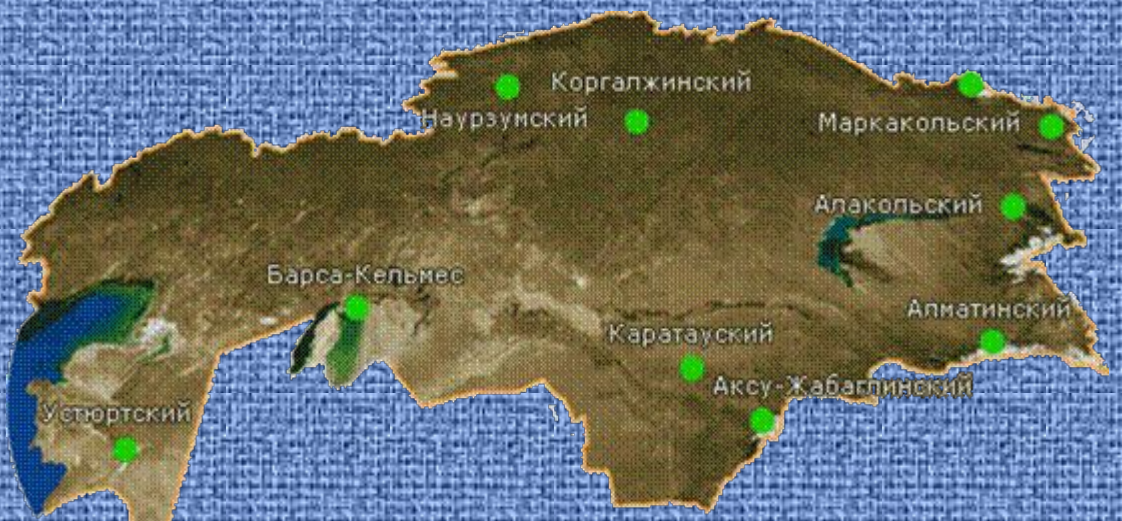 Коргалжинский
Наурзумский
Маркакольский
Алакольский
Барса-Кельмес
Алматинский
Каратауский
Аксу-Жабаглинский
Устюртский